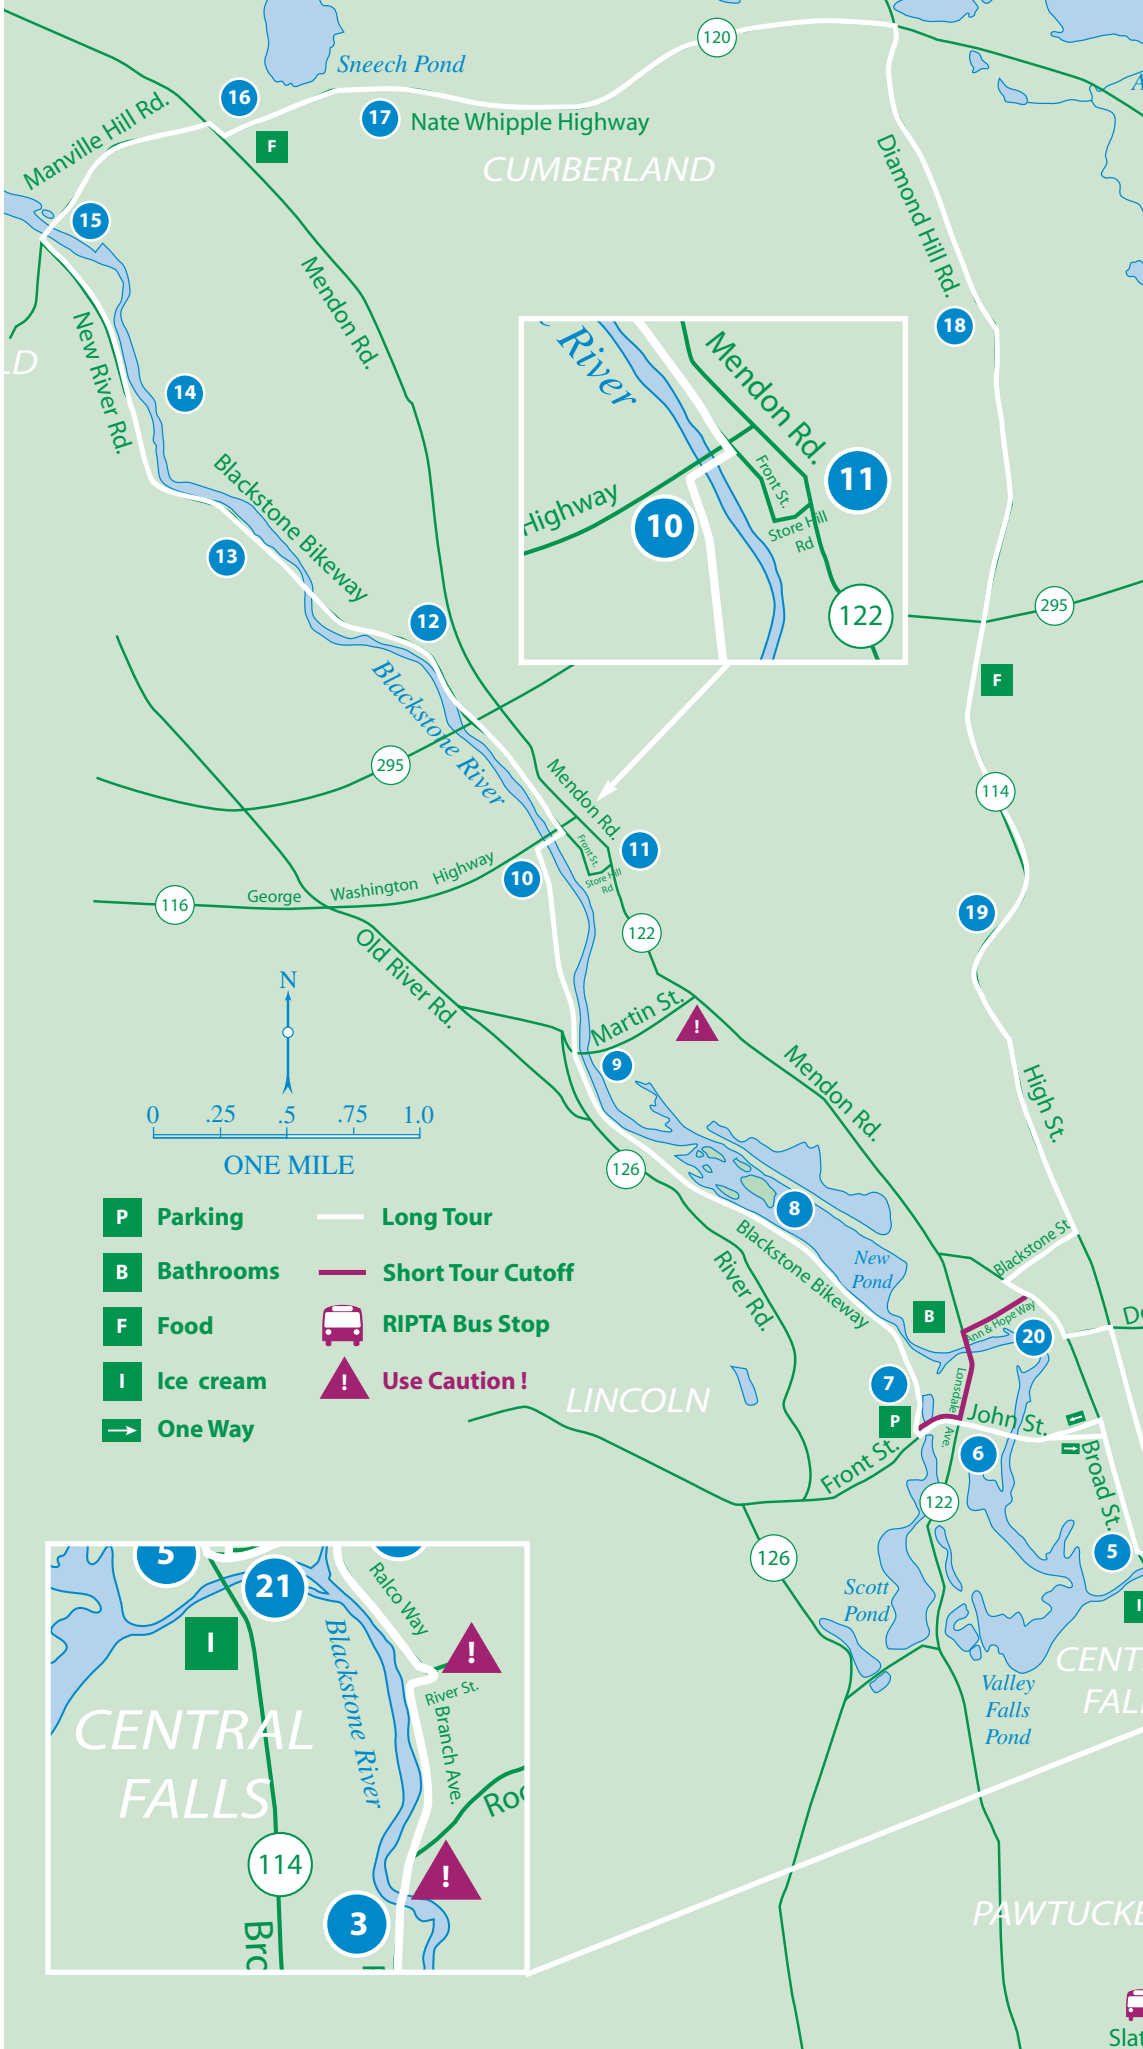 120
Sneech Pond
16
17
Nate Whipple Highway
Manville Hill Rd.
F
CUMBERLAND
Diamond Hill Rd.
15
Mendon Rd.
New River Rd.
18
LD
14
River
Mendon Rd.
11
Front St.
Highway
10
Store Hill
Rd
122
Blackstone Bikeway
13
12
295
F
Blackstone River
295
114
Mendon Rd.
Front St.
11
Store Hill
Rd
10
116
George Washington Highway
19
122
Old River Rd.
N
Martin St.
!
9
Mendon Rd.
High St.
0 .25 .5 .75 1.0
ONE MILE
126
8
Blackstone Bikeway
New
Pond
Blackstone St
River Rd.
B
Ann & Hope Way
20
P Parking
Long Tour
B Bathrooms
Short Tour Cutoff
F Food
RIPTA Bus Stop
I Ice cream
! Use Caution !
One Way
LINCOLN
7
P
Lonsdale Ave.
John St.
6
Front St.
Broad St.
122
126
5
I
Scott
Pond
Valley
Falls
Pond
CENT
FAL
5
21
I
Ralco Way
!
River St.
Blackstone River
Branch Ave.
CENTRAL
FALLS
114
!
3
PAWTUCKE
Slat